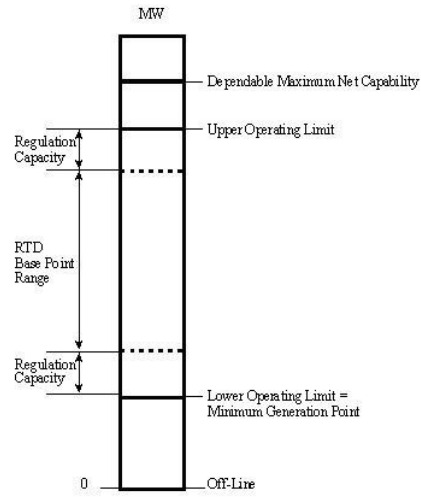 MW
Dependable Maximum Net Capability
Upper Operating Limit
Regulation
Capacity
RTD
Base Point
Range
Regulation
Capacity
Lower Operating Limit =
Minimum Generation Point
0
Off-Line